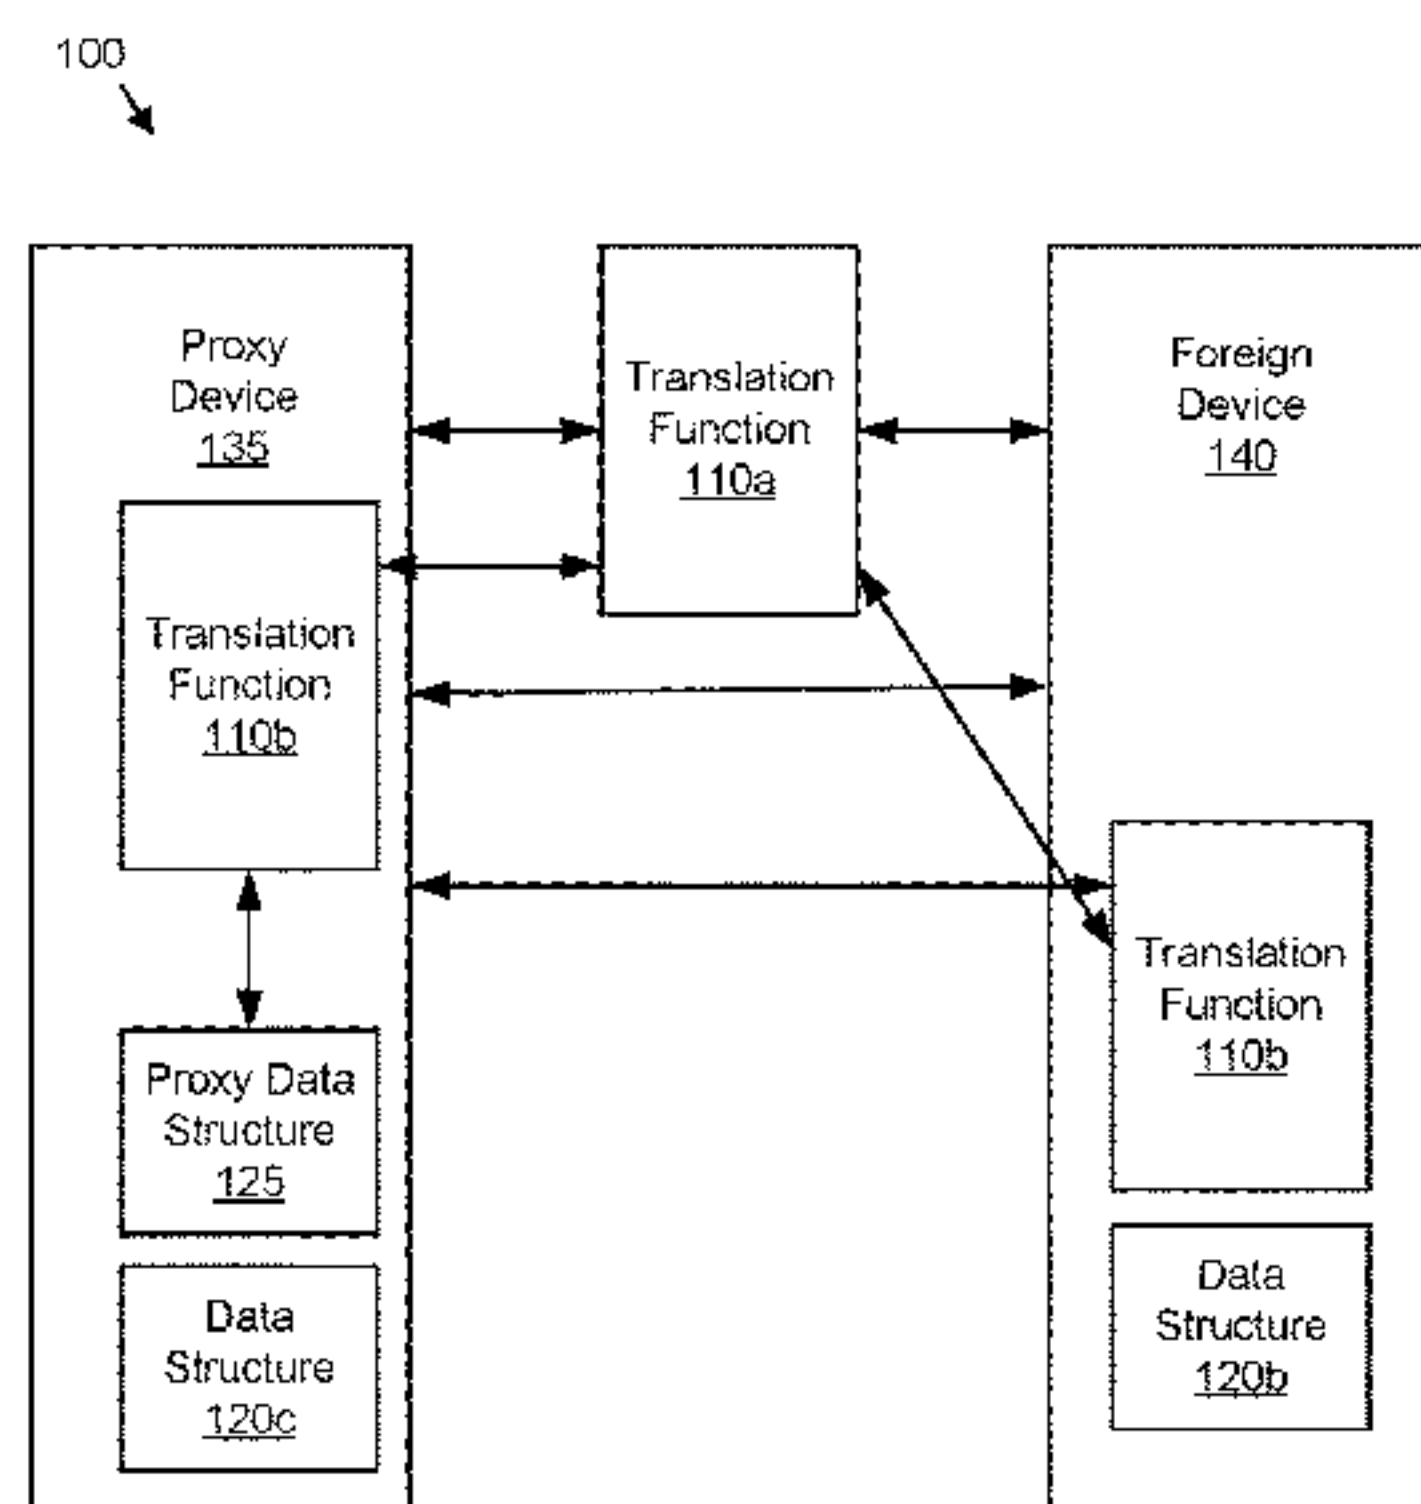 100
Proxy
Device
135
Translation
Function
110a
Foreign
Device
140
Translation
Function
110b
Translation
Function
110b
Proxy Data
Structure
125
Data
Structure
120c
Data
Structure
120b